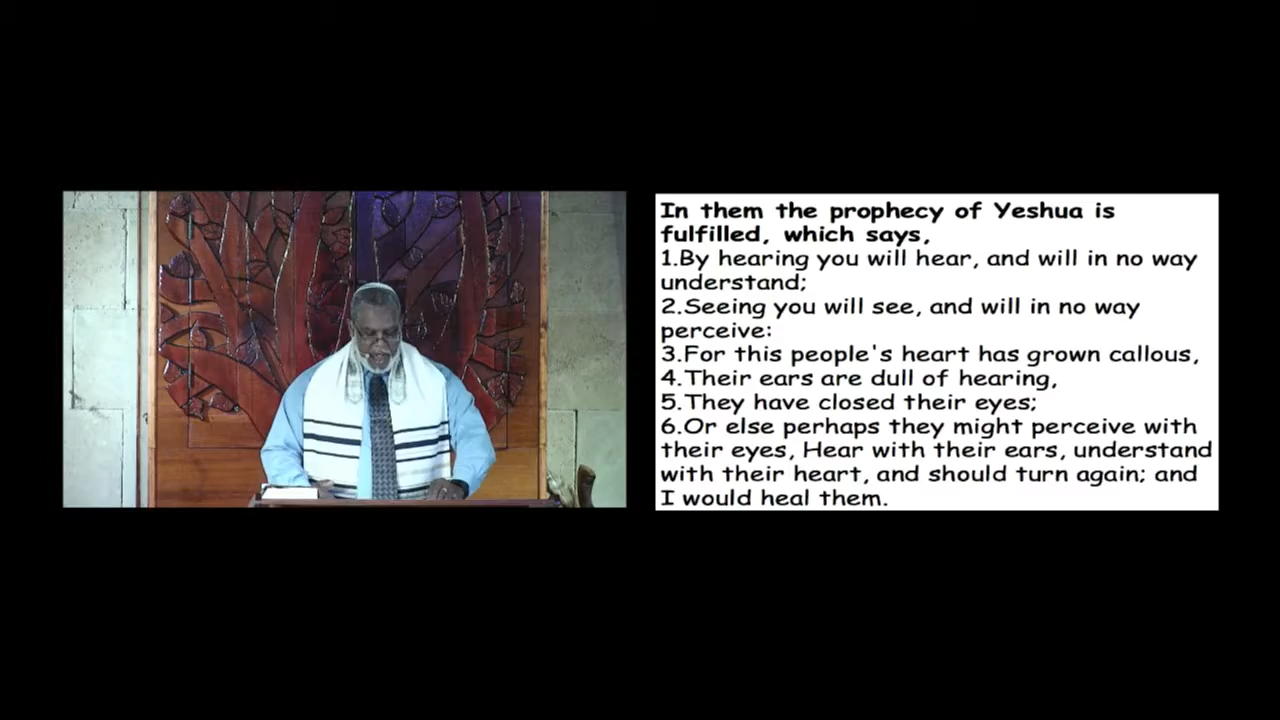 In them the prophecy of Yeshua is
fulfilled, which says,
1.By hearing you will hear, and will in no way
understand;
2.Seeing you will see, and will in no way
perceive:
3.For this people's heart has grown callous,
4.Their ears are dull of hearing,
5.They have closed their eyes;
6.Or else perhaps they might perceive with
their eyes, Hear with their ears, understand
with their heart, and should turn again; and
I would heal them.